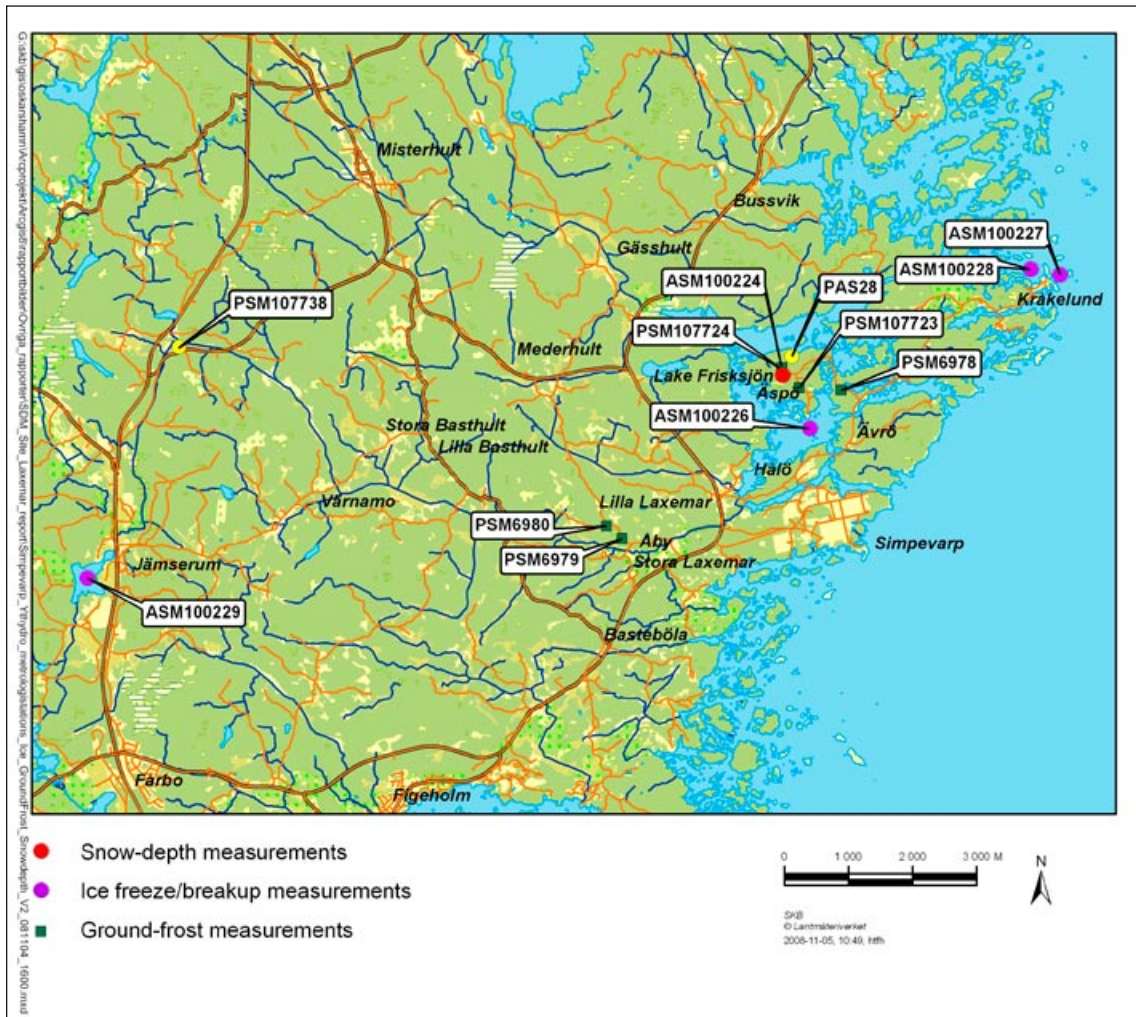 Misterhult
Bussvik
ASM100227
Gässhult
ASM100228
ASM100224
PAS28
Kråkelund
PSM107738
PSM107724
PSM107723
Mederhult
PSM6978
Lake Frisksjön
Äspö
ASM100226
Stora Basthult
Ävrö
Lilla Basthult
Halö
Värnamo
Lilla Laxemar
PSM6980
Åby
Simpevarp
PSM6979
Stora Laxemar
Jämserum
ASM100229
Basteböla
Fårbo
Figeholm
Snow-depth measurements
Ice freeze/breakup measurements
Ground-frost measurements
0 1 000 2 000 3 000 M
N
SKB
© Lantmäteriverket
2008-11-05, 10:49, htfh